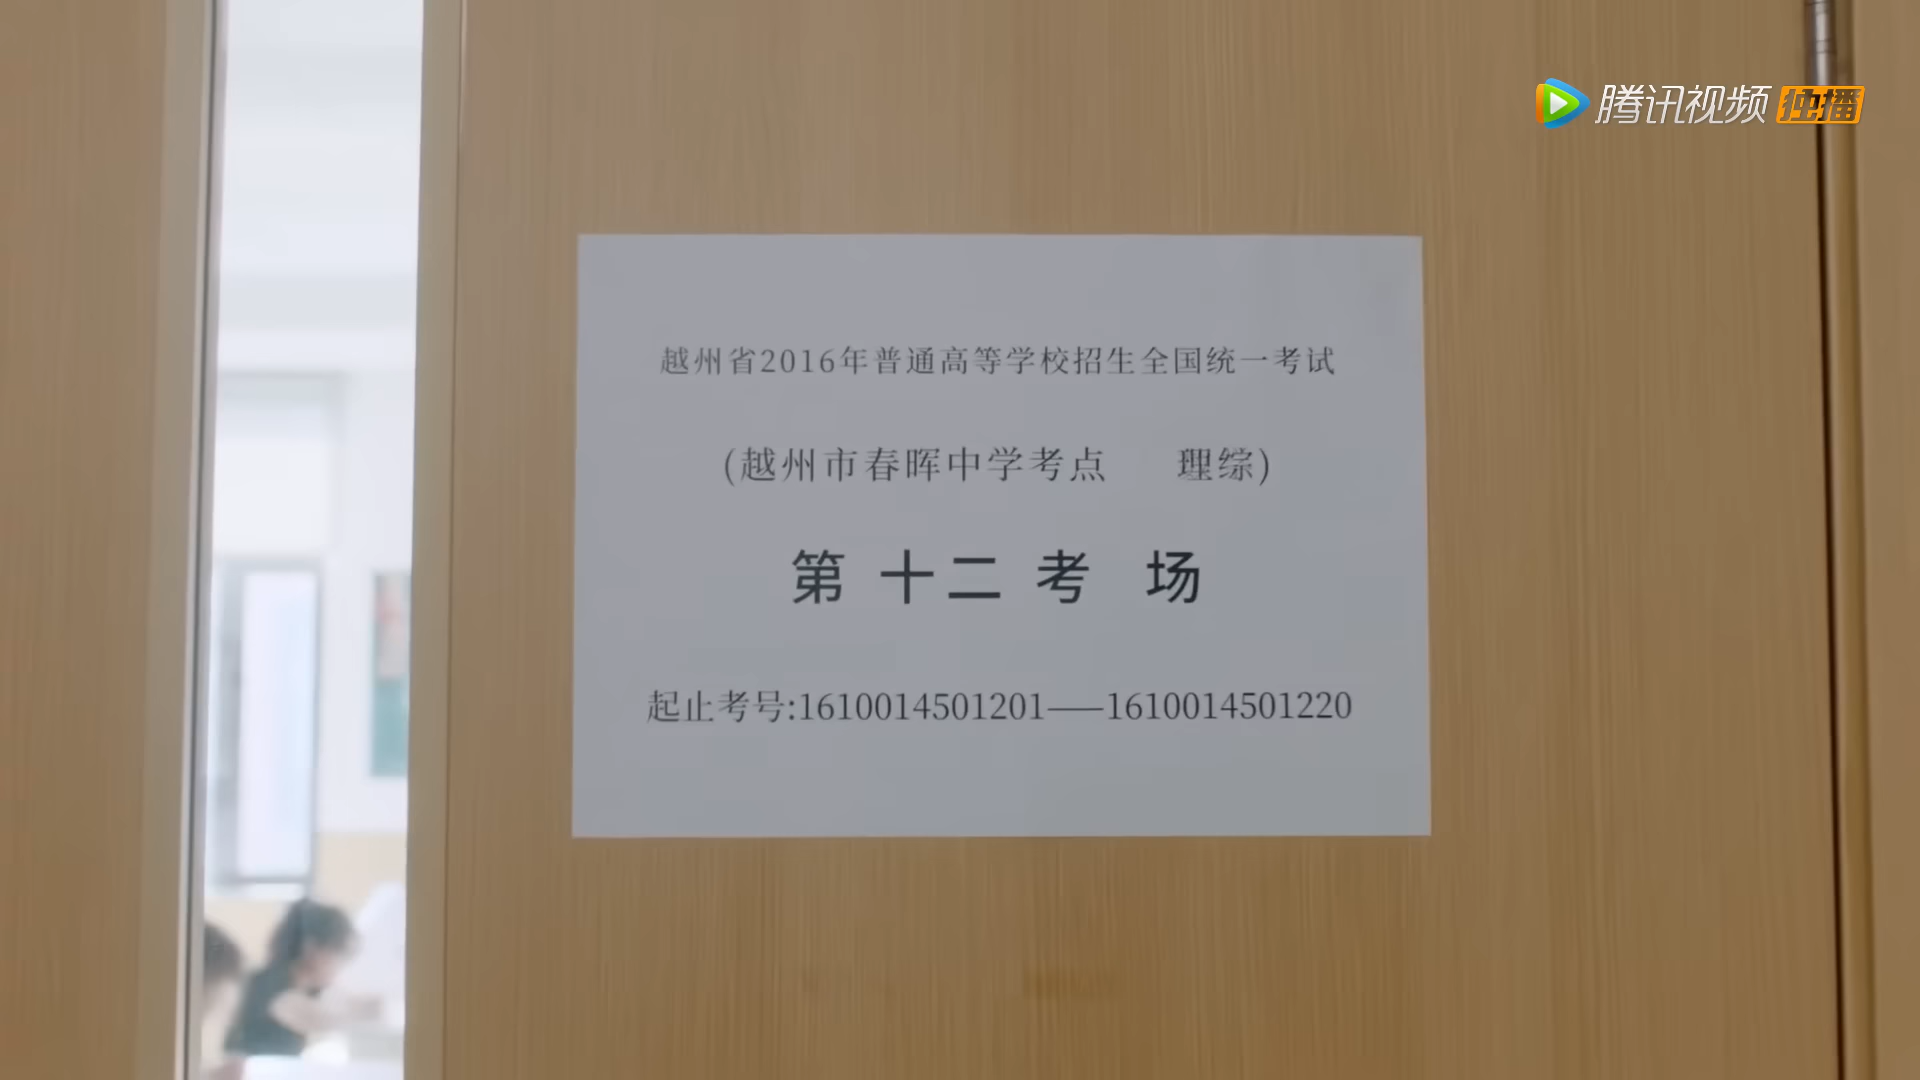 腾讯视频 独播
越州省2016年普通高等学校招生全国统一考试
(越州市春晖中学考点 理综)
第 十二 考 场
起止考号:1610014501201——1610014501220